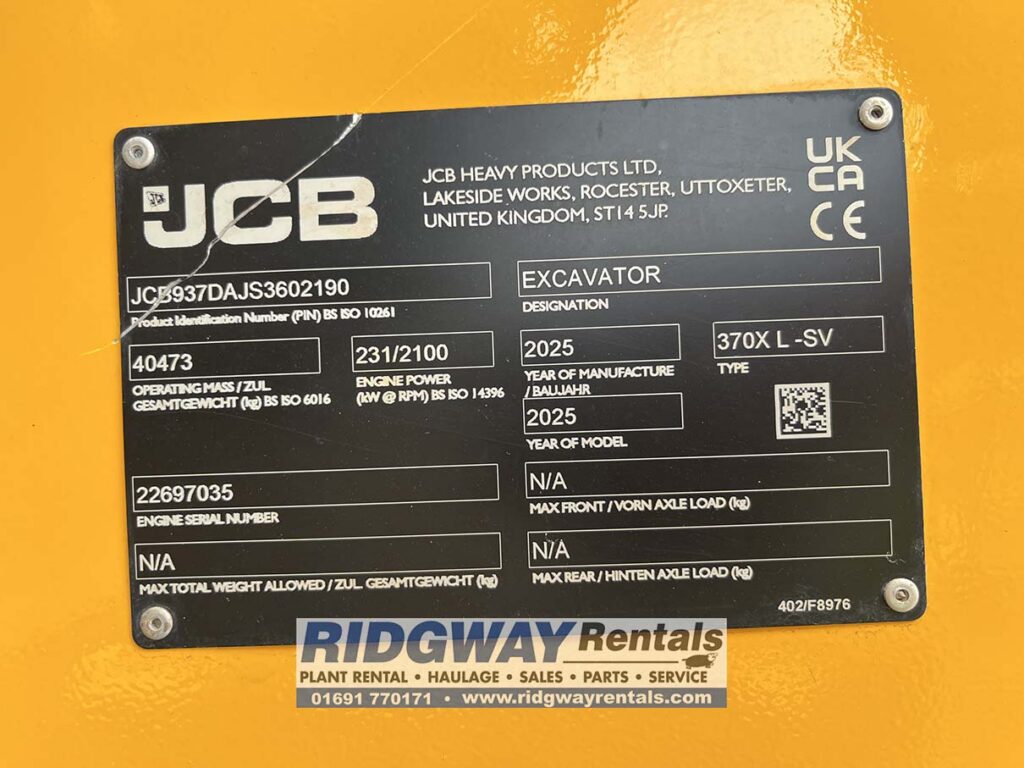 JCB
JCB HEAVY PRODUCTS LTD,
LAKESIDE WORKS, ROCESTER, UTTOXETER,
UNITED KINGDOM, ST14 5JP.
UK
CA
CE
JCB937DAJS3602190
Product Identification Number (PIN) BS ISO 10261
EXCAVATOR
DESIGNATION
40473
OPERATING MASS / ZUL.
GESAMTGEWICHT (kg) BS ISO 6016
231/2100
ENGINE POWER
(kW @ RPM) BS ISO 14396
2025
YEAR OF MANUFACTURE
/ BAUJAHR
370X L -SV
TYPE
2025
YEAR OF MODEL
22697035
ENGINE SERIAL NUMBER
N/A
MAX FRONT / VORN AXLE LOAD (kg)
N/A
MAX TOTAL WEIGHT ALLOWED / ZUL. GESAMTGEWICHT (kg)
N/A
MAX REAR / HINTEN AXLE LOAD (kg)
402/F8976
RIDGWAY Rentals
PLANT RENTAL • HAULAGE • SALES • PARTS • SERVICE
01691 770171 • www.ridgwayrentals.com